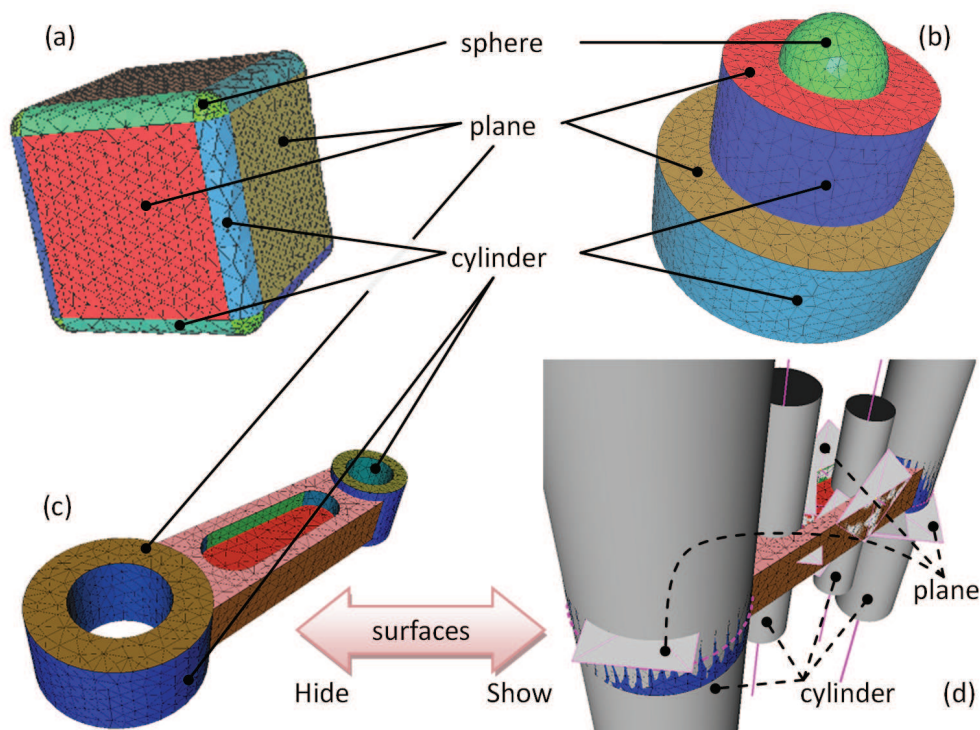 (a)
sphere
(b)
plane
cylinder
(c)
surfaces
Hide
Show
plane
cylinder
(d)